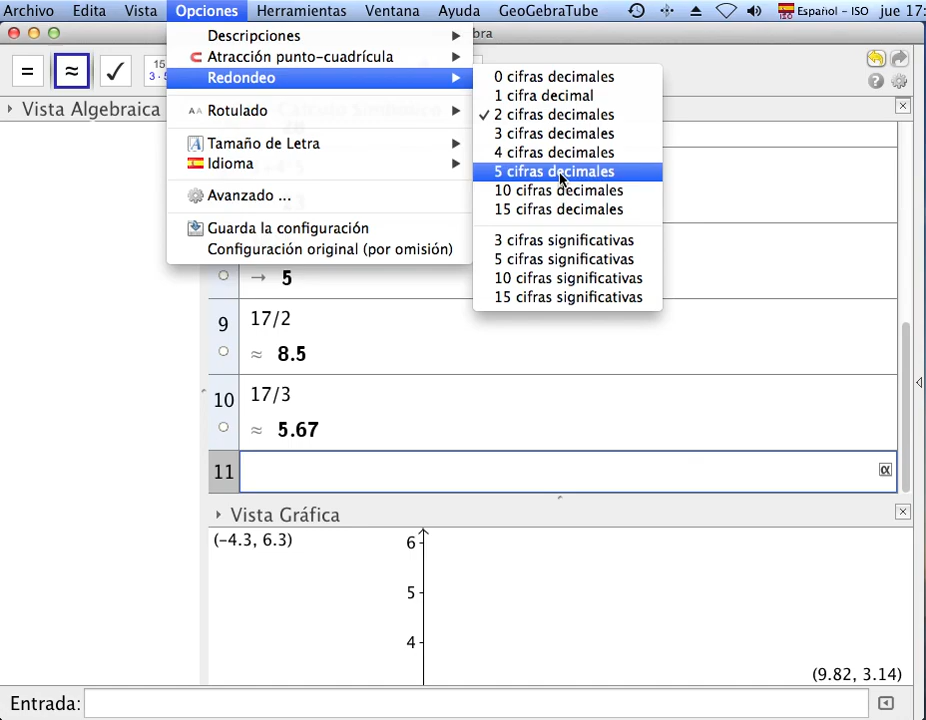 Archivo Edita Vista Opciones Herramientas Ventana Ayuda GeoGebraTube Español – ISO jue 17:
bra
Descripciones
Atracción punto-cuadrícula
Redondeo
Rotulado
Tamaño de Letra
Idioma
Avanzado ...
Guarda la configuración
Configuración original (por omisión)
0 cifras decimales
1 cifra decimal
2 cifras decimales
3 cifras decimales
4 cifras decimales
5 cifras decimales
10 cifras decimales
15 cifras decimales
3 cifras significativas
5 cifras significativas
10 cifras significativas
15 cifras significativas
= ≈ ✓ 15
3·5
Vista Algebraica
→ 5
9 17/2
≈ 8.5
10 17/3
≈ 5.67
11 α
Vista Gráfica
(–4.3, 6.3)
6
5
4
(9.82, 3.14)
Entrada: